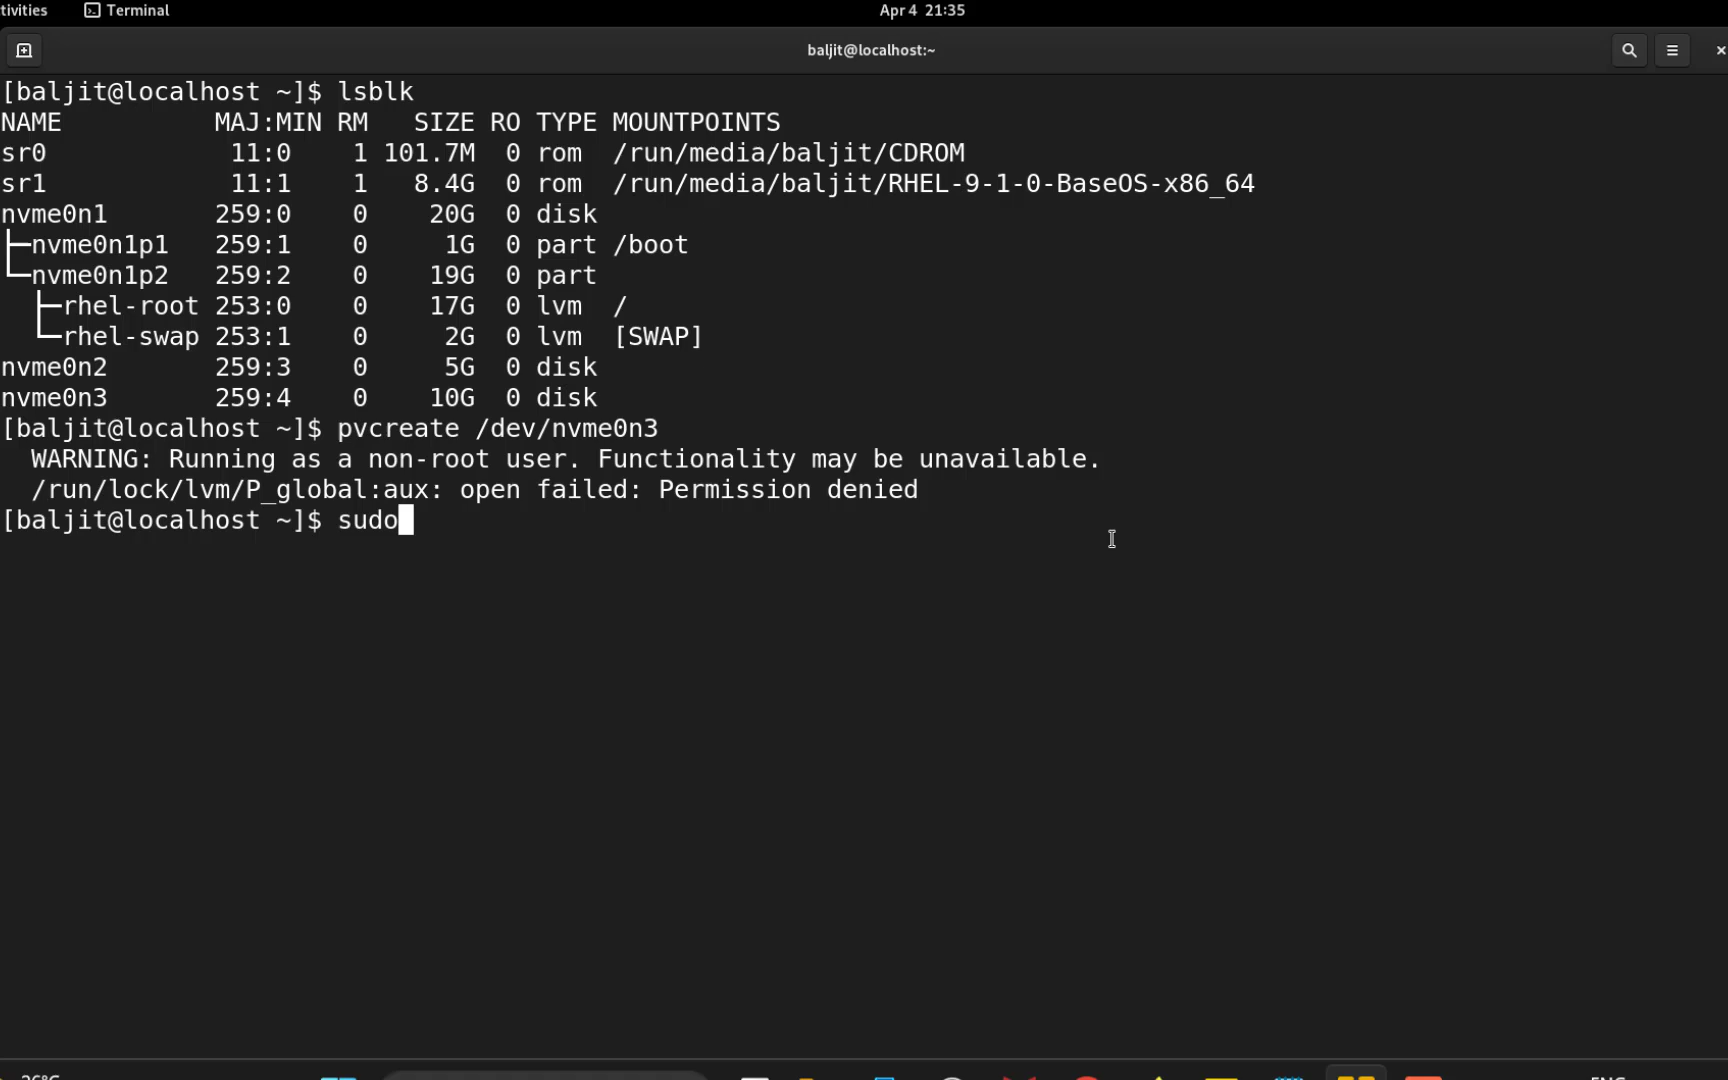 tivities Terminal Apr 4 21:35
baljit@localhost:~
[baljit@localhost ~]$ lsblk
NAME MAJ:MIN RM SIZE RO TYPE MOUNTPOINTS
sr0 11:0 1 101.7M 0 rom /run/media/baljit/CDROM
sr1 11:1 1 8.4G 0 rom /run/media/baljit/RHEL-9-1-0-BaseOS-x86_64
nvme0n1 259:0 0 20G 0 disk
├─nvme0n1p1 259:1 0 1G 0 part /boot
└─nvme0n1p2 259:2 0 19G 0 part
├─rhel-root 253:0 0 17G 0 lvm /
└─rhel-swap 253:1 0 2G 0 lvm [SWAP]
nvme0n2 259:3 0 5G 0 disk
nvme0n3 259:4 0 10G 0 disk
[baljit@localhost ~]$ pvcreate /dev/nvme0n3
WARNING: Running as a non-root user. Functionality may be unavailable.
/run/lock/lvm/P_global:aux: open failed: Permission denied
[baljit@localhost ~]$ sudo